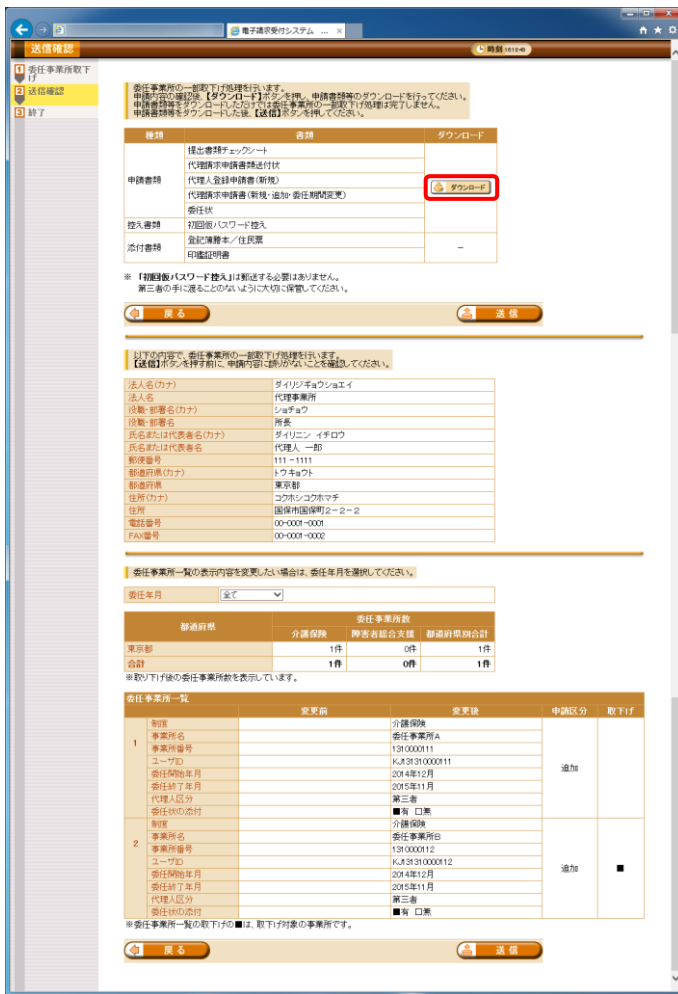 電子請求受付システム ...
送信確認
時刻
1 委任事業所取下げ
2 送信確認
3 終了
委任事業所の一部取下げ処理を行います。
申請内容の確認後、【ダウンロード】ボタンを押し、申請書類等のダウンロードを行ってください。
申請書類等をダウンロードしただけでは委任事業所の一部取下げ処理は完了しません。
申請書類等をダウンロードした後、【送信】ボタンを押してください。
種類 書類 ダウンロード
申請書類
提出書類チェックシート
代理請求申請書類送付状
代理人登録申請書(新規)
代理請求申請書(新規・追加・委任期間変更)
委任状
ダウンロード
控え書類 初回仮パスワード控え
添付書類
登記簿謄本/住民票
印鑑証明書
－
※ 「初回仮パスワード控え」は郵送する必要はありません。
第三者の手に渡ることのないように大切に保管してください。
戻る 送信
以下の内容で、委任事業所の一部取下げ処理を行います。
【送信】ボタンを押す前に、申請内容に誤りがないことを確認してください。
法人名(カナ) ダイリジギョウショエイ
法人名 代理事業所
役職・部署名(カナ) ショチョウ
役職・部署名 所長
氏名または代表者名(カナ) ダイリニン イチロウ
氏名または代表者名 代理人 一郎
郵便番号 111 -1111
都道府県(カナ) トウキョウト
都道府県 東京都
住所(カナ) コクホシコクホマチ
住所 国保市国保町2-2-2
電話番号 00-0001-0001
FAX番号 00-0001-0002
委任事業所一覧の表示内容を変更したい場合は、委任年月を選択してください。
委任年月 全て
都道府県 委任事業所数
介護保険 障害者総合支援 都道府県別合計
東京都 1件 0件 1件
合計 1件 0件 1件
※取り下げ後の委任事業所数を表示しています。
委任事業所一覧
変更前 変更後 申請区分 取下げ
1
制度 介護保険
事業所名 委任事業所A
事業所番号 1310000111
ユーザID KJ131310000111
委任開始年月 2014年12月
委任終了年月 2015年11月
代理人区分 第三者
委任状の添付 ■有 □無
追加
2
制度 介護保険
事業所名 委任事業所B
事業所番号 1310000112
ユーザID KJ131310000112
委任開始年月 2014年12月
委任終了年月 2015年11月
代理人区分 第三者
委任状の添付 ■有 □無
追加 ■
※委任事業所一覧の取下げの■は、取下げ対象の事業所です。
戻る 送信